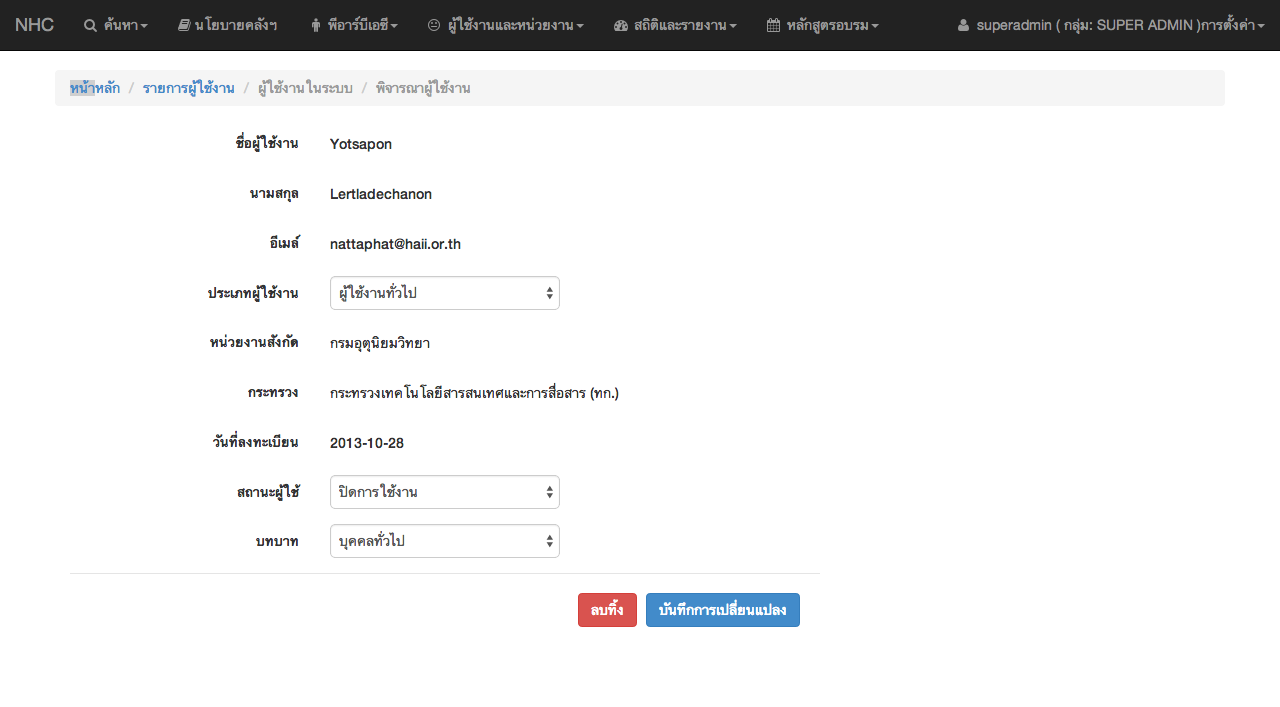 NHC ค้นหา นโยบายคลังฯ พีอาร์บีเอซี ผู้ใช้งานและหน่วยงาน สถิติและรายงาน หลักสูตรอบรม superadmin ( กลุ่ม: SUPER ADMIN )การตั้งค่า
หน้าหลัก / รายการผู้ใช้งาน / ผู้ใช้งานในระบบ / พิจารณาผู้ใช้งาน
ชื่อผู้ใช้งาน Yotsapon
นามสกุล Lertladechanon
อีเมล์ nattaphat@haii.or.th
ประเภทผู้ใช้งาน ผู้ใช้งานทั่วไป
หน่วยงานสังกัด กรมอุตุนิยมวิทยา
กระทรวง กระทรวงเทคโนโลยีสารสนเทศและการสื่อสาร (ทก.)
วันที่ลงทะเบียน 2013-10-28
สถานะผู้ใช้ ปิดการใช้งาน
บทบาท บุคคลทั่วไป
ลบทิ้ง บันทึกการเปลี่ยนแปลง